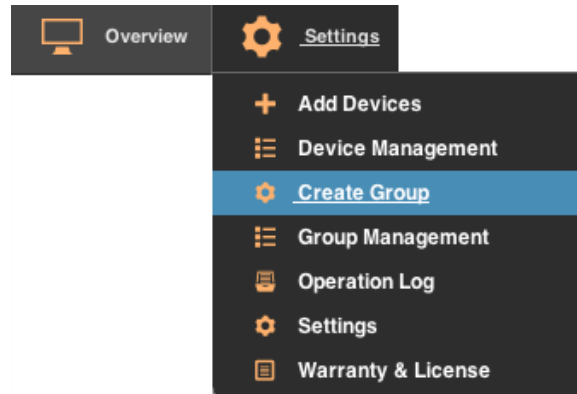 Overview
Settings
Add Devices
Device Management
Create Group
Group Management
Operation Log
Settings
Warranty & License